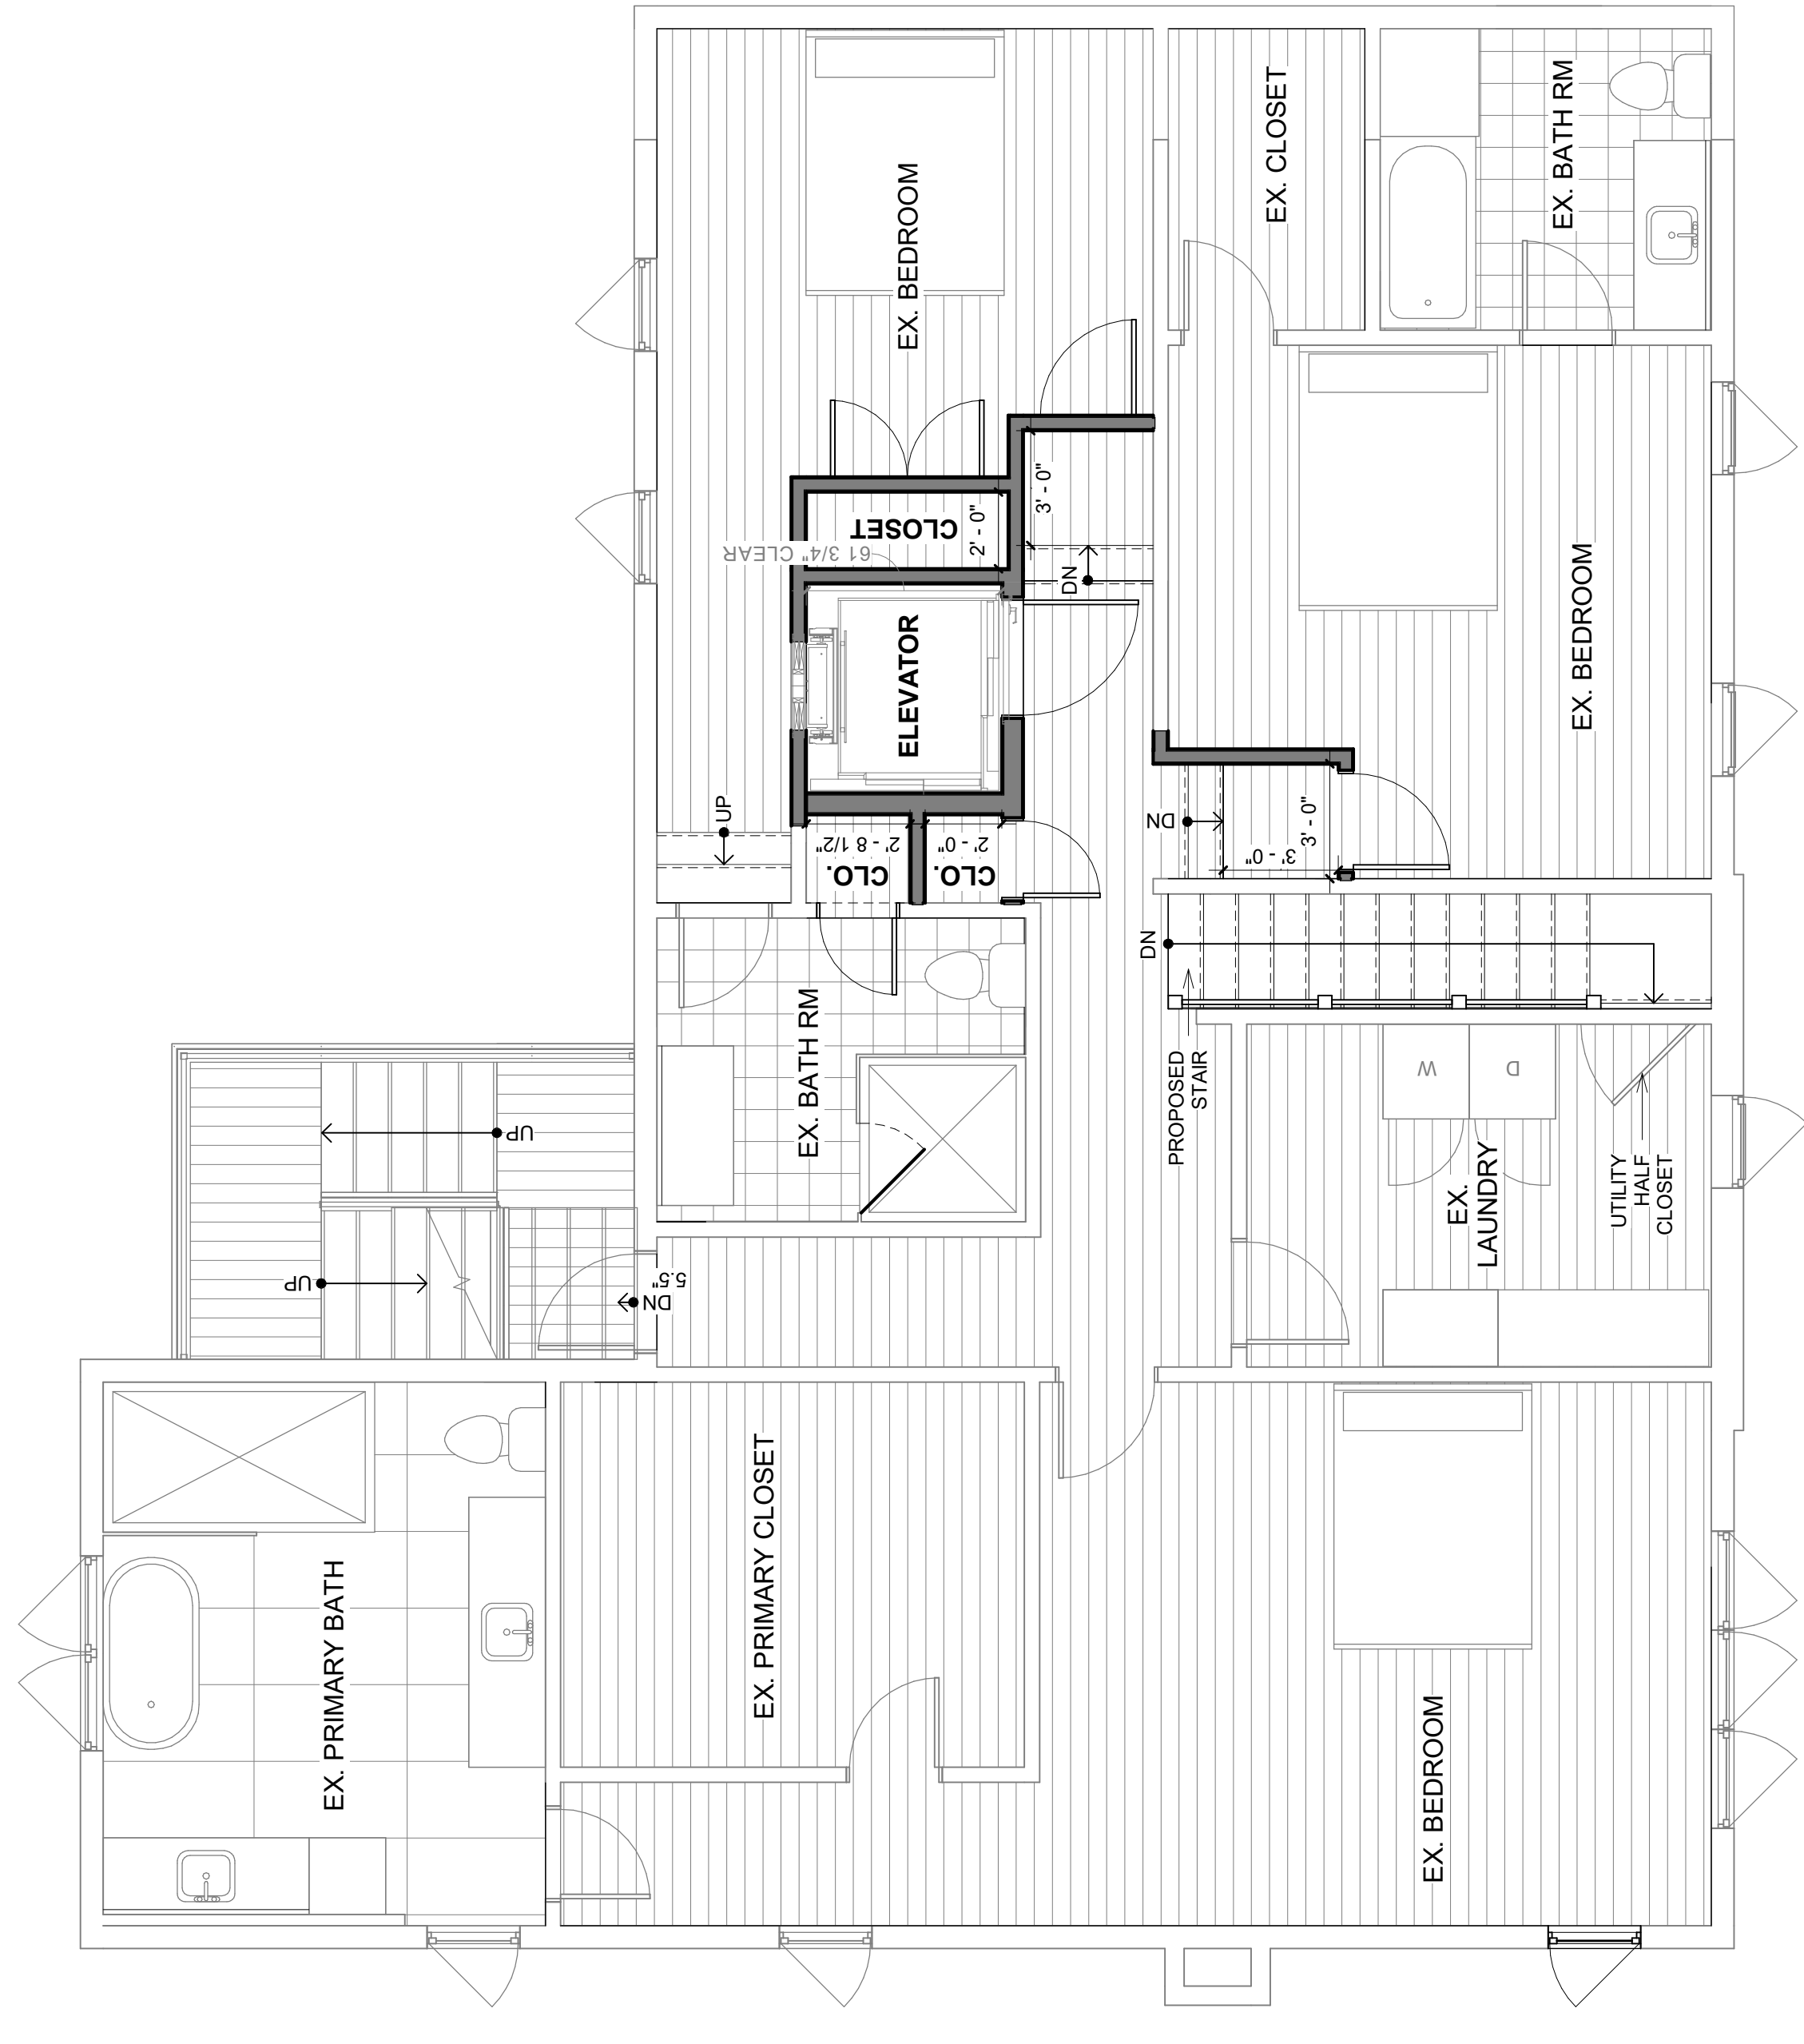 EX. BEDROOM
EX. CLOSET
EX. BATH RM
CLOSET
2' - 0"
3' - 0"
61 3/4" CLEAR
DN
ELEVATOR
EX. BEDROOM
UP
2' - 8 1/2"
CLO.
2' - 0"
CLO.
DN
3' - 0"
3' - 0"
DN
EX. BATH RM
PROPOSED
STAIR
W
D
EX.
LAUNDRY
UTILITY
HALF
CLOSET
UP
UP
DN
5.5"
EX. PRIMARY BATH
EX. PRIMARY CLOSET
EX. BEDROOM